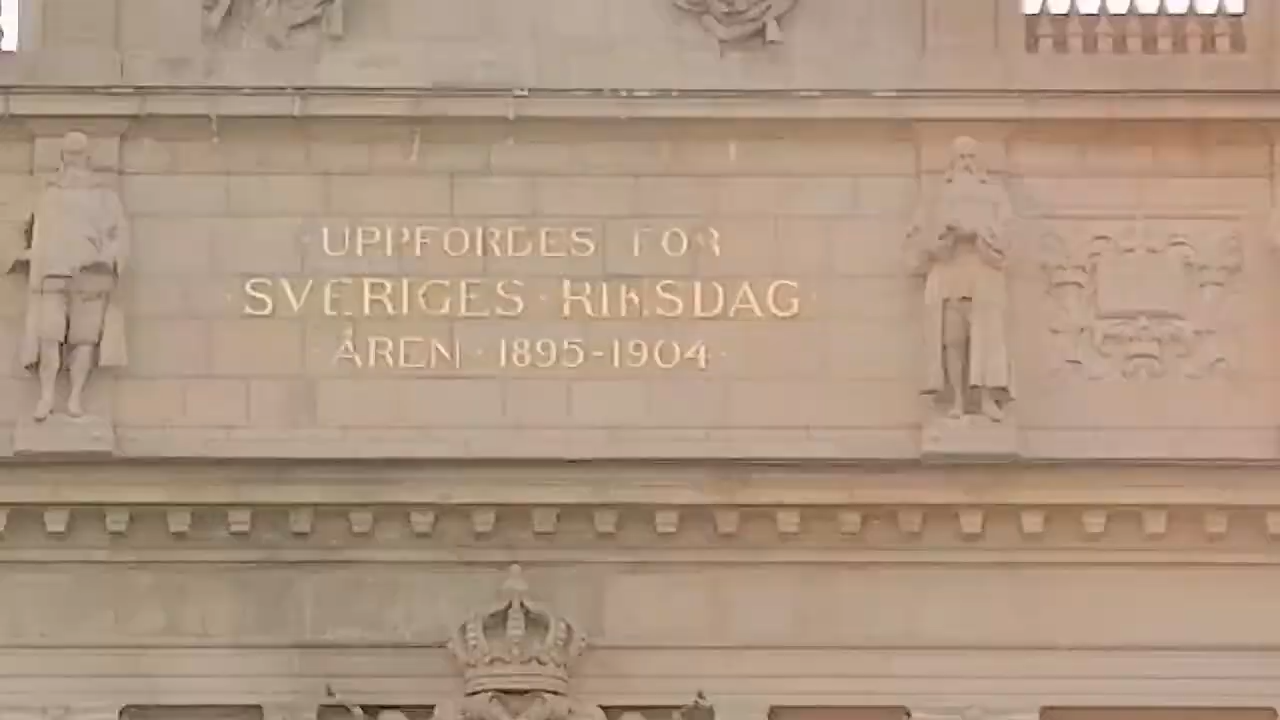 UPPFÖRDES FÖR
SVERIGES · RIKSDAG
ÅREN · 1895-1904